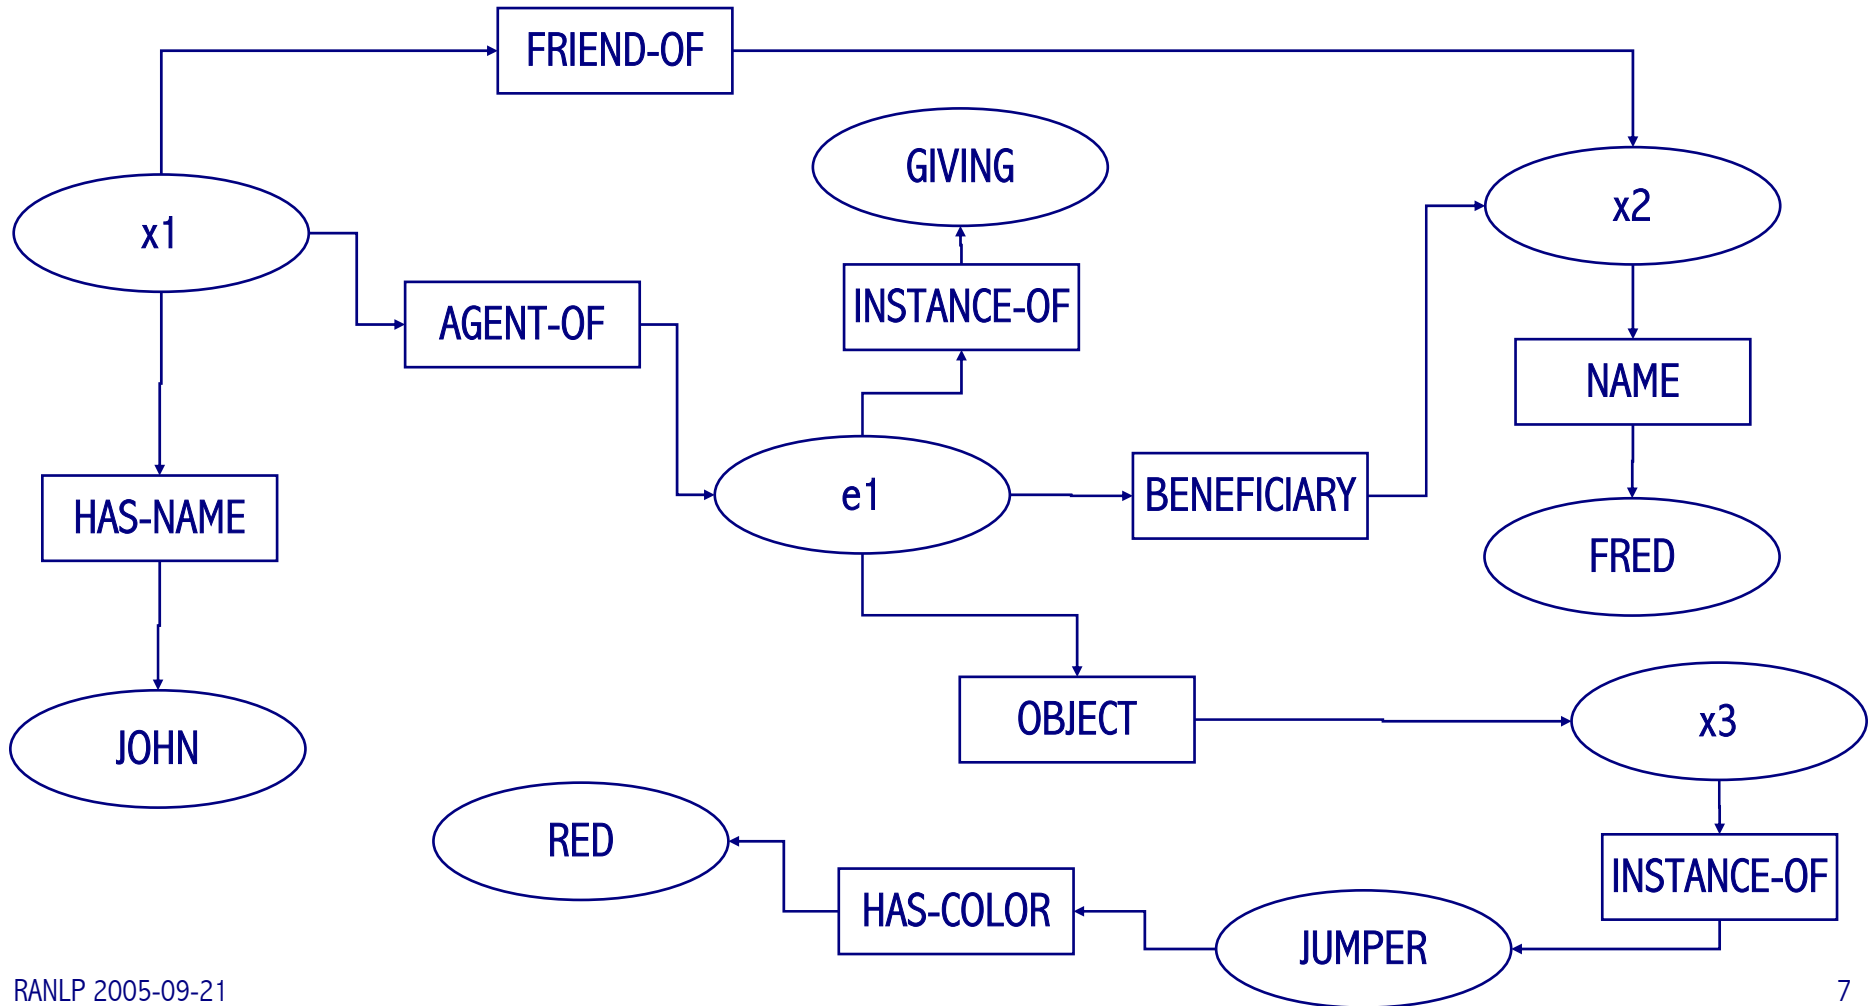 FRIEND-OF
GIVING
x1
x2
AGENT-OF
INSTANCE-OF
NAME
HAS-NAME
e1
BENEFICIARY
FRED
JOHN
OBJECT
x3
RED
HAS-COLOR
INSTANCE-OF
JUMPER
RANLP 2005-09-21
7